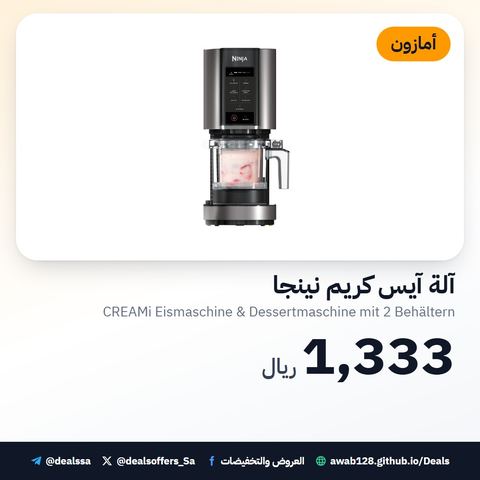 أمازون
NINJA
آلة آيس كريم نينجا
CREAMi Eismaschine & Dessertmaschine mit 2 Behältern
1,333 ريال
@dealssa @dealsoffers_Sa العروض والتخفيضات awab128.github.io/Deals